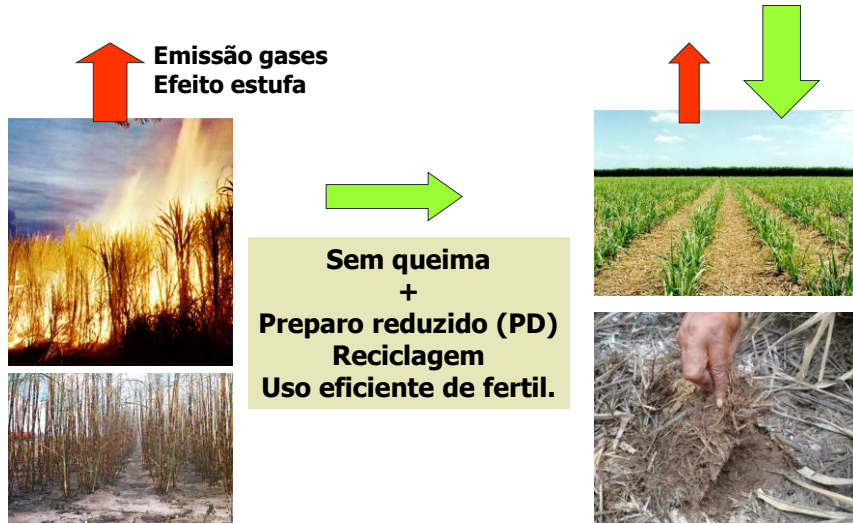 Emissão gases
Efeito estufa
Sem queima
+
Preparo reduzido (PD)
Reciclagem
Uso eficiente de fertil.